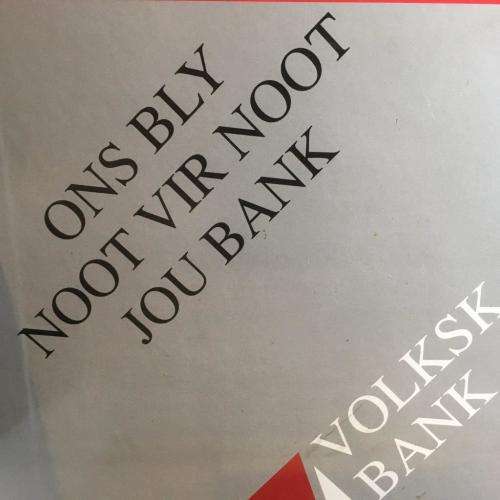 ONS BLY
NOOT VIR NOOT
JOU BANK
VOLKSK
BANK